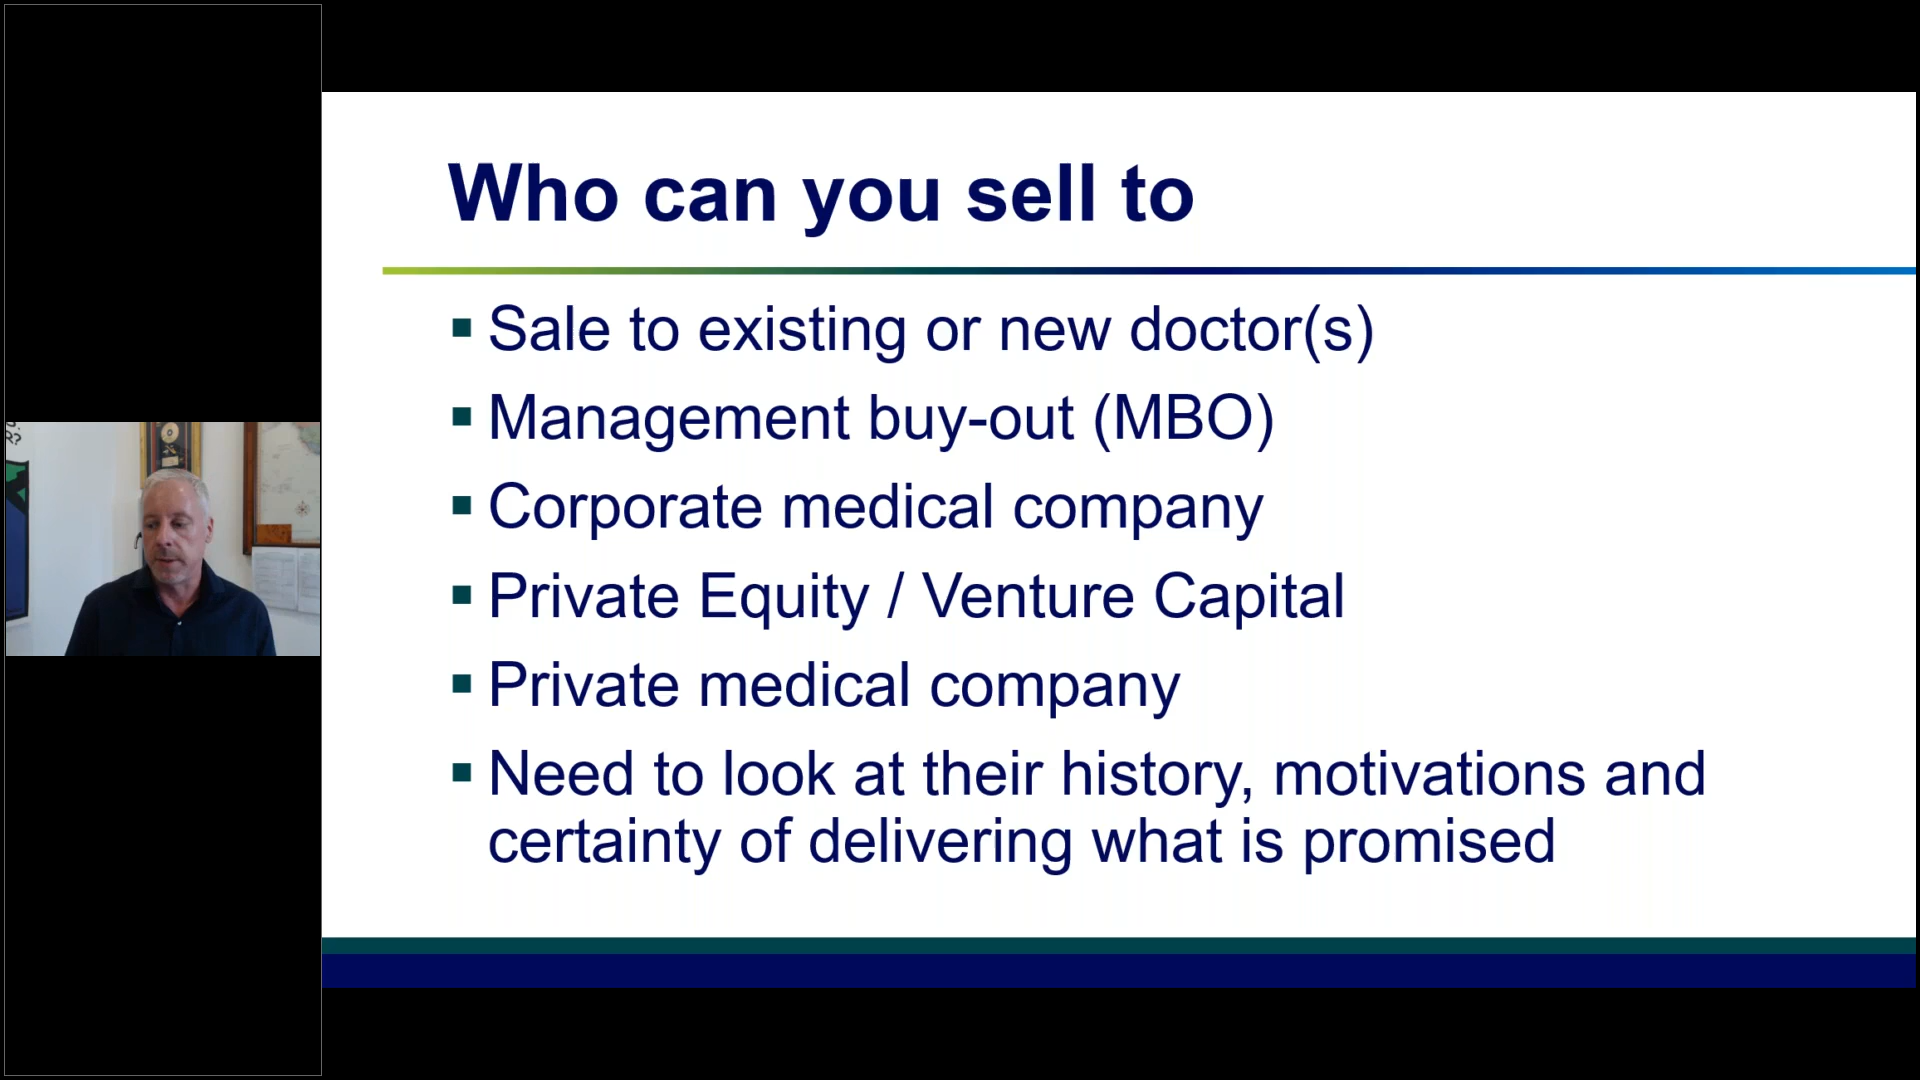 Who can you sell to
Sale to existing or new doctor(s)
Management buy-out (MBO)
Corporate medical company
Private Equity / Venture Capital
Private medical company
Need to look at their history, motivations and
certainty of delivering what is promised